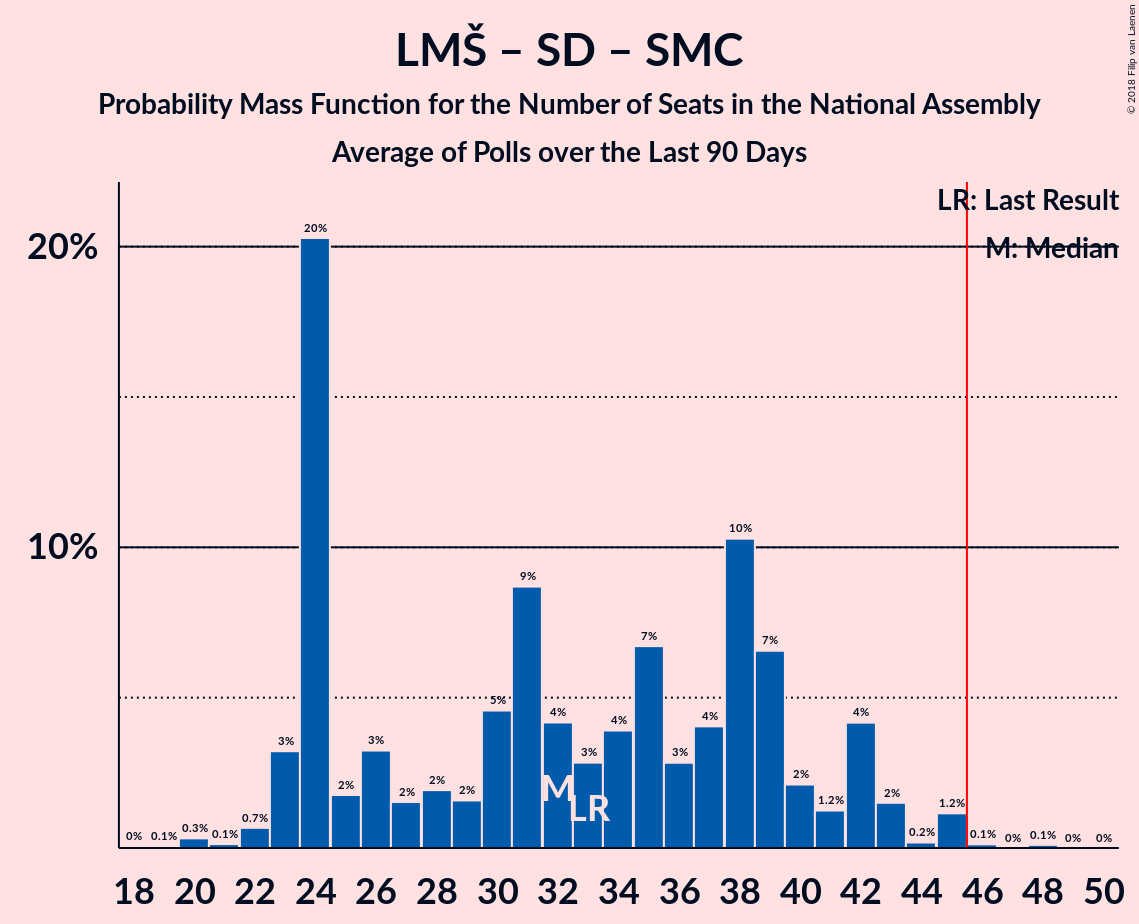 LMŠ – SD – SMC
Probability Mass Function for the Number of Seats in the National Assembly
Average of Polls over the Last 90 Days
© 2018 Filip van Laenen
LR: Last Result
M: Median
20%
10%
0% 0.1% 0.3% 0.1% 0.7% 3% 20% 2% 3% 2% 2% 2% 5% 9% 4% 3% 4% 7% 3% 4% 10% 7% 2% 1.2% 4% 2% 0.2% 1.2% 0.1% 0% 0.1% 0% 0%
M
LR
18 20 22 24 26 28 30 32 34 36 38 40 42 44 46 48 50